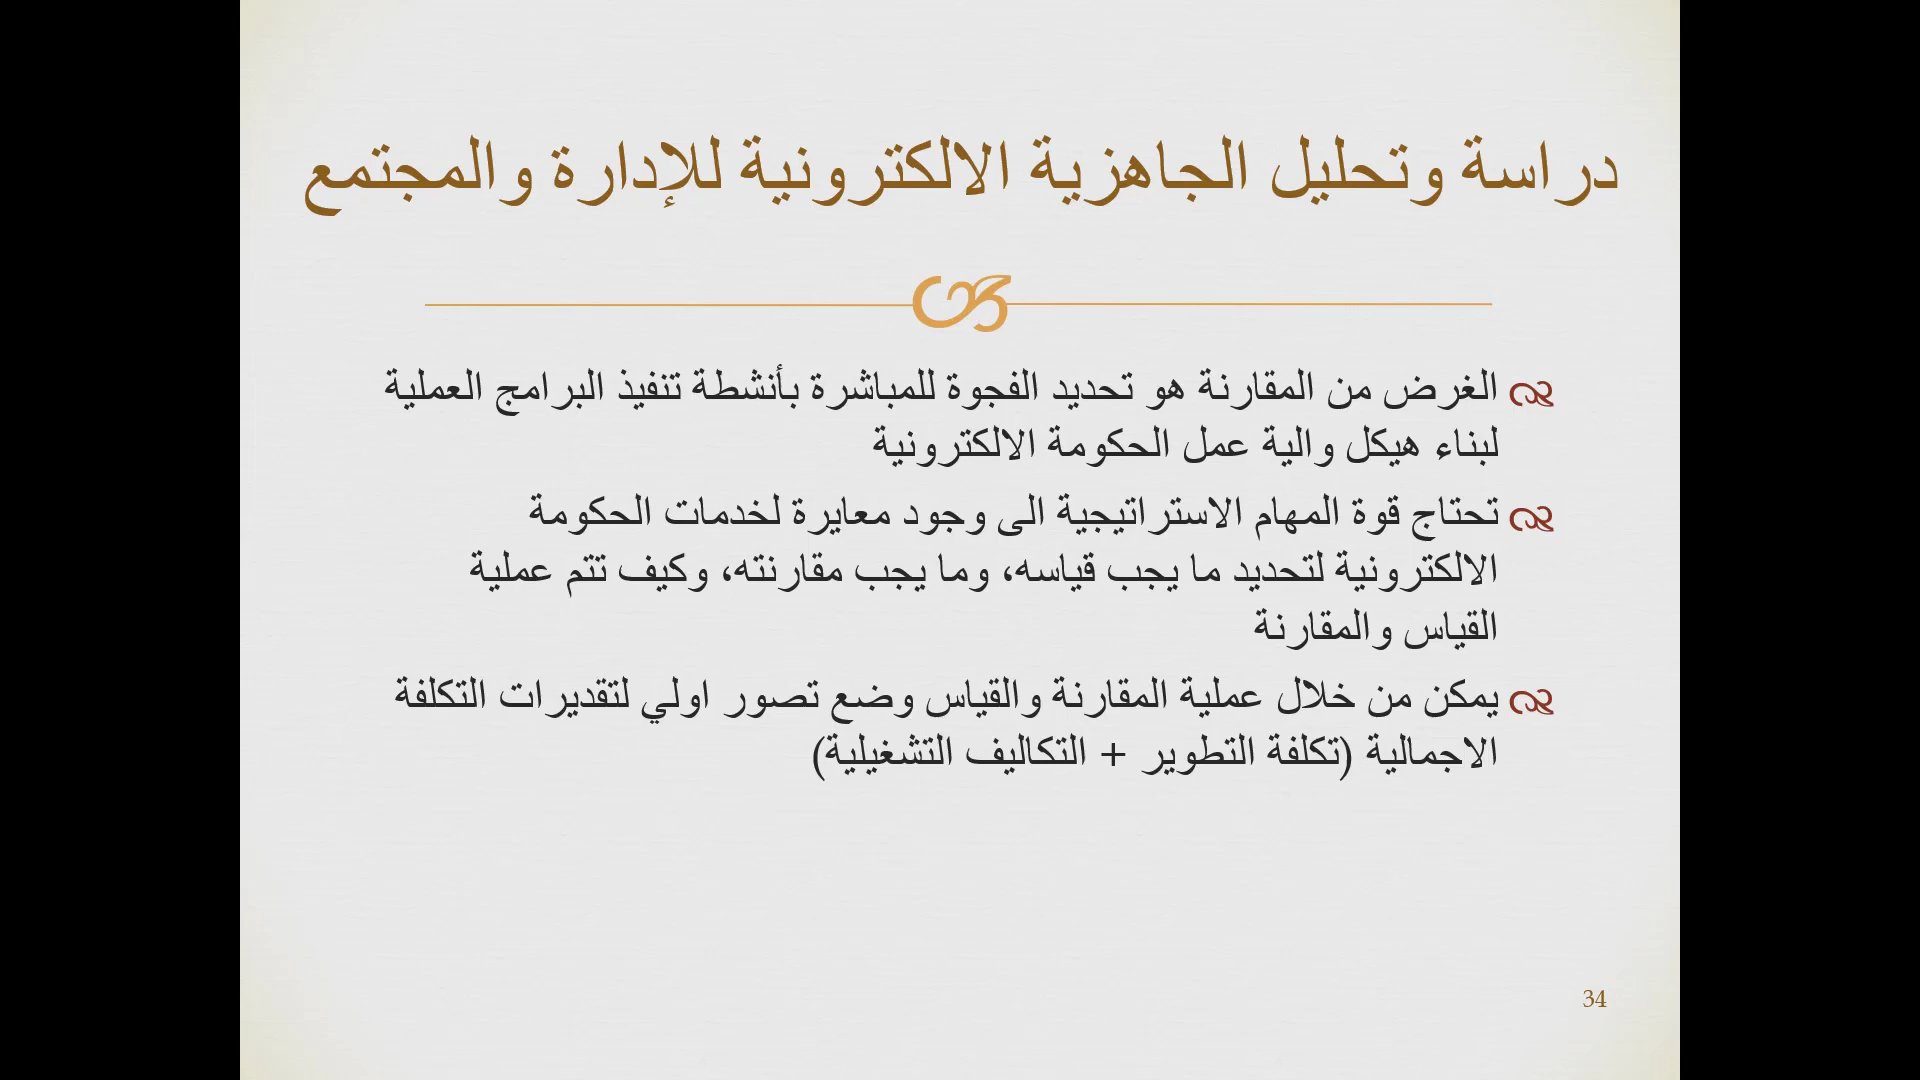 دراسة وتحليل الجاهزية الالكترونية للإدارة والمجتمع
الغرض من المقارنة هو تحديد الفجوة للمباشرة بأنشطة تنفيذ البرامج العملية
لبناء هيكل والية عمل الحكومة الالكترونية
تحتاج قوة المهام الاستراتيجية الى وجود معايرة لخدمات الحكومة
الالكترونية لتحديد ما يجب قياسه، وما يجب مقارنته، وكيف تتم عملية
القياس والمقارنة
يمكن من خلال عملية المقارنة والقياس وضع تصور اولي لتقديرات التكلفة
الاجمالية (تكلفة التطوير + التكاليف التشغيلية)
34